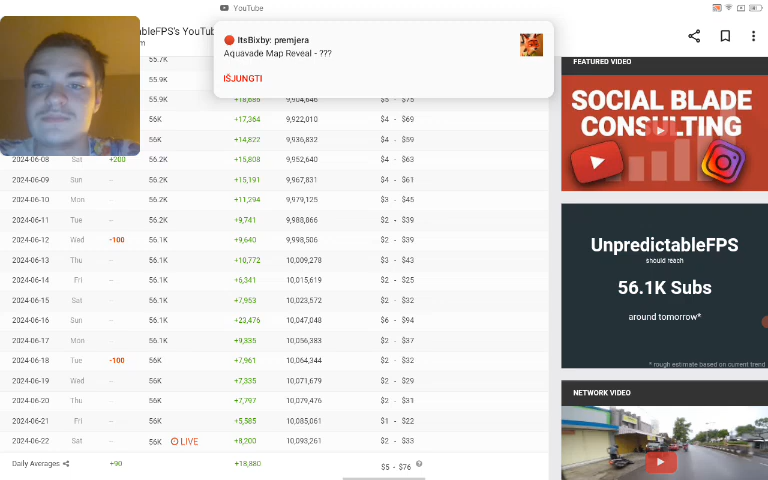 YouTube
ableFPS's YouTub
m
ItsBixby: premjera
Aquavade Map Reveal - ???
IŠJUNGTI
55.7K
55.9K
55.9K +18,686 9,904,646 $5 - $75
56K +17,364 9,922,010 $4 - $69
56K +14,822 9,936,832 $4 - $59
2024-06-08 Sat +200 56.2K +15,808 9,952,640 $4 - $63
2024-06-09 Sun -- 56.2K +15,191 9,967,831 $4 - $61
2024-06-10 Mon -- 56.2K +11,294 9,979,125 $3 - $45
2024-06-11 Tue -- 56.2K +9,741 9,988,866 $2 - $39
2024-06-12 Wed -100 56.1K +9,640 9,998,506 $2 - $39
2024-06-13 Thu -- 56.1K +10,772 10,009,278 $3 - $43
2024-06-14 Fri -- 56.1K +6,341 10,015,619 $2 - $25
2024-06-15 Sat -- 56.1K +7,953 10,023,572 $2 - $32
2024-06-16 Sun -- 56.1K +23,476 10,047,048 $6 - $94
2024-06-17 Mon -- 56.1K +9,335 10,056,383 $2 - $37
2024-06-18 Tue -100 56K +7,961 10,064,344 $2 - $32
2024-06-19 Wed -- 56K +7,335 10,071,679 $2 - $29
2024-06-20 Thu -- 56K +7,797 10,079,476 $2 - $31
2024-06-21 Fri -- 56K +5,585 10,085,061 $1 - $22
2024-06-22 Sat -- 56K LIVE +8,200 10,093,261 $2 - $33
Daily Averages +90 +18,880 $5 - $76
FEATURED VIDEO
SOCIAL BLADE
CONSULTING
UnpredictableFPS
should reach
56.1K Subs
around tomorrow*
* rough estimate based on current trend
NETWORK VIDEO